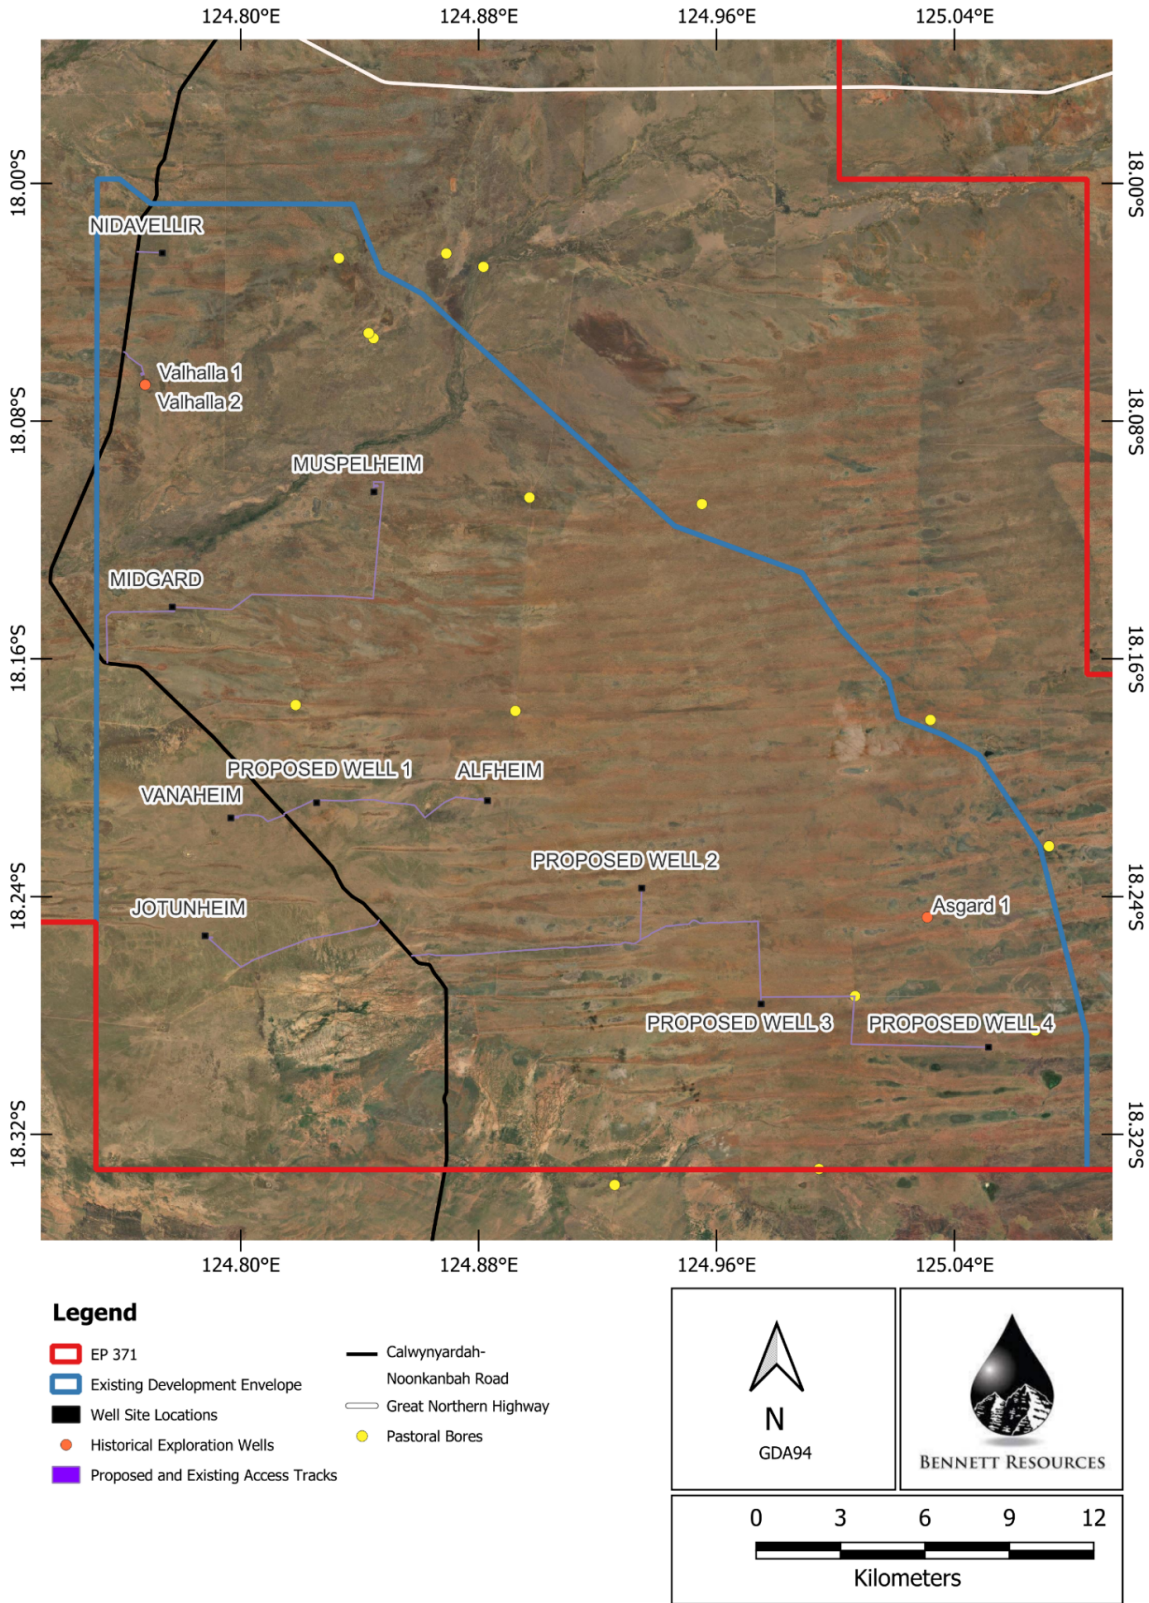 124.80°E
124.88°E
124.96°E
125.04°E
18.00°S
18.00°S
NIDAVELLIR
Valhalla 1
Valhalla 2
18.08°S
18.08°S
MUSPELHEIM
MIDGARD
18.16°S
18.16°S
PROPOSED WELL 1
ALFHEIM
VANAHEIM
PROPOSED WELL 2
18.24°S
18.24°S
JOTUNHEIM
Asgard 1
PROPOSED WELL 3
PROPOSED WELL 4
18.32°S
18.32°S
124.80°E
124.88°E
124.96°E
125.04°E
Legend
EP 371
Existing Development Envelope
Well Site Locations
Historical Exploration Wells
Proposed and Existing Access Tracks
Calwynyardah-
Noonkanbah Road
Great Northern Highway
Pastoral Bores
N
GDA94
BENNETT RESOURCES
0 3 6 9 12
Kilometers